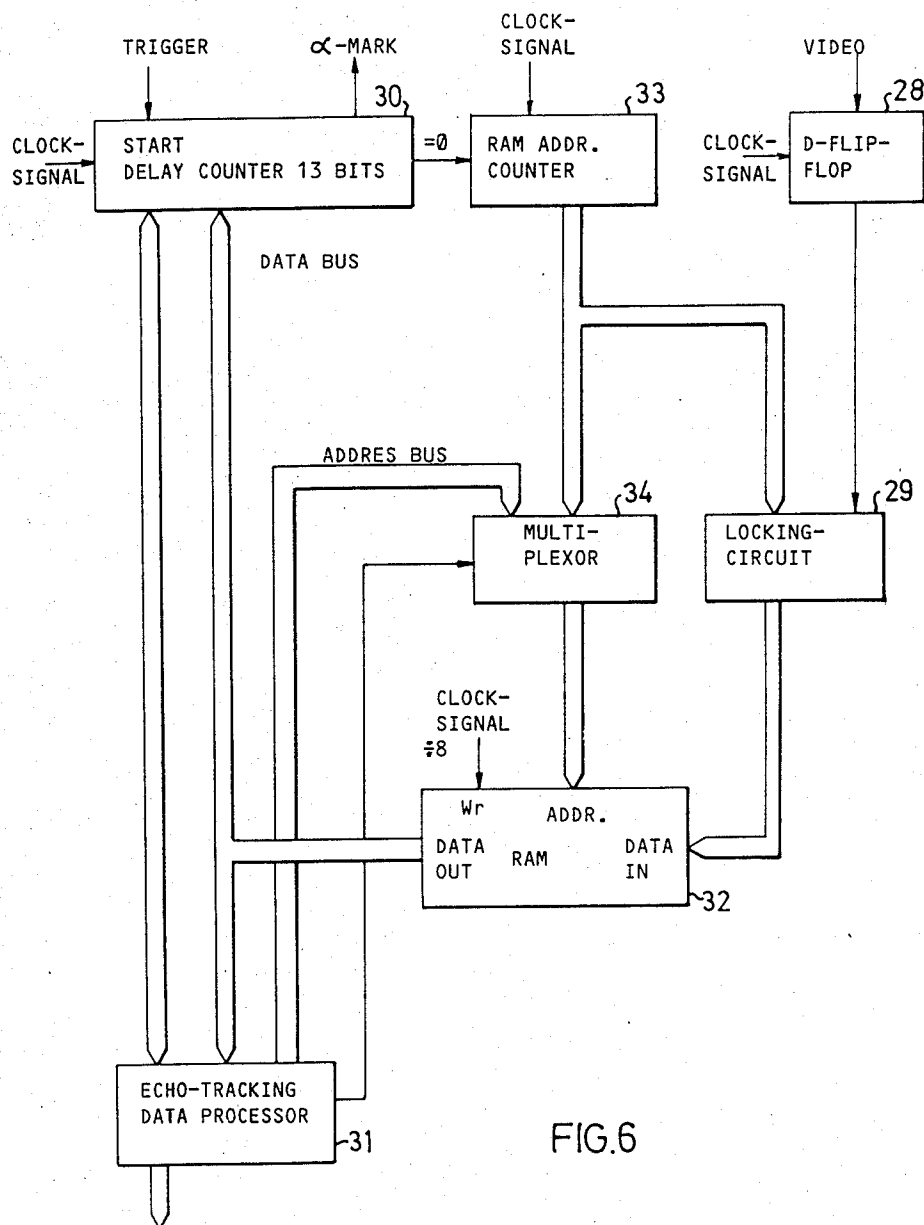 TRIGGER
α-MARK
CLOCK-
SIGNAL
VIDEO
30
33
28
CLOCK-
SIGNAL
START
DELAY COUNTER 13 BITS
=0
RAM ADDR.
COUNTER
CLOCK-
SIGNAL
D-FLIP-
FLOP
DATA BUS
ADDRES BUS
34
29
MULTI-
PLEXOR
LOCKING-
CIRCUIT
CLOCK-
SIGNAL
÷8
Wr
ADDR.
DATA
OUT
RAM
DATA
IN
32
ECHO-TRACKING
DATA PROCESSOR
31
FIG.6